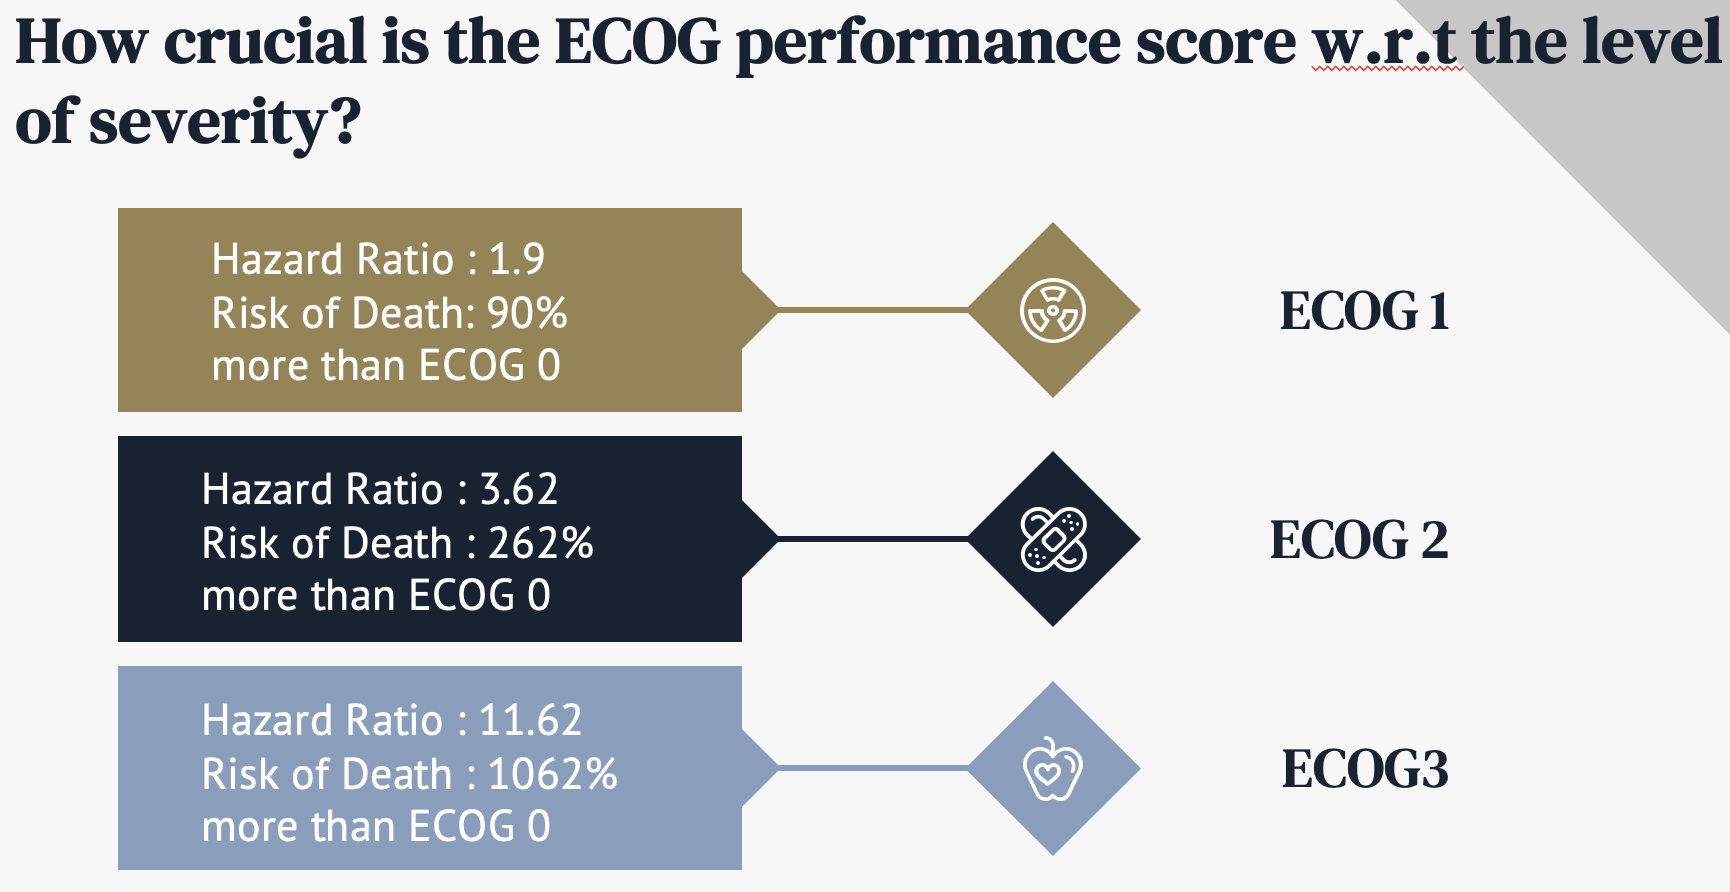 How crucial is the ECOG performance score w.r.t the level
of severity?
Hazard Ratio : 1.9
Risk of Death: 90%
more than ECOG 0
ECOG 1
Hazard Ratio : 3.62
Risk of Death : 262%
more than ECOG 0
ECOG 2
Hazard Ratio : 11.62
Risk of Death : 1062%
more than ECOG 0
ECOG3